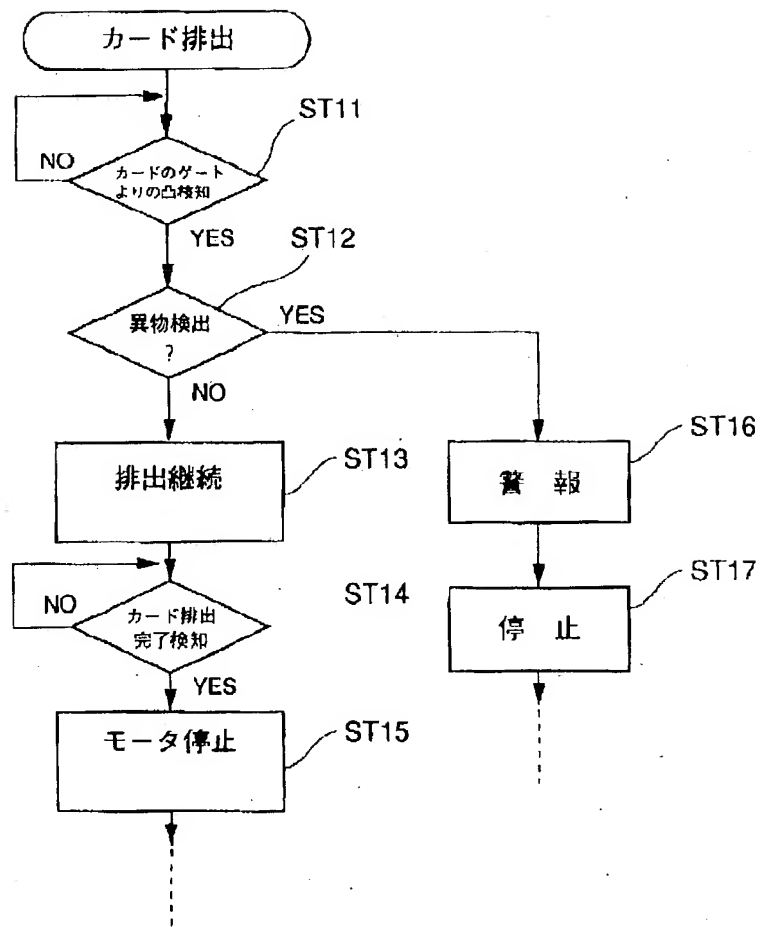 カード排出
ST11
NO
カードのゲート
よりの凸検知
YES
ST12
異物検出
?
YES
NO
排出継続
ST13
警 報
ST16
NO
カード排出
完了検知
ST14
停 止
ST17
YES
モータ停止
ST15